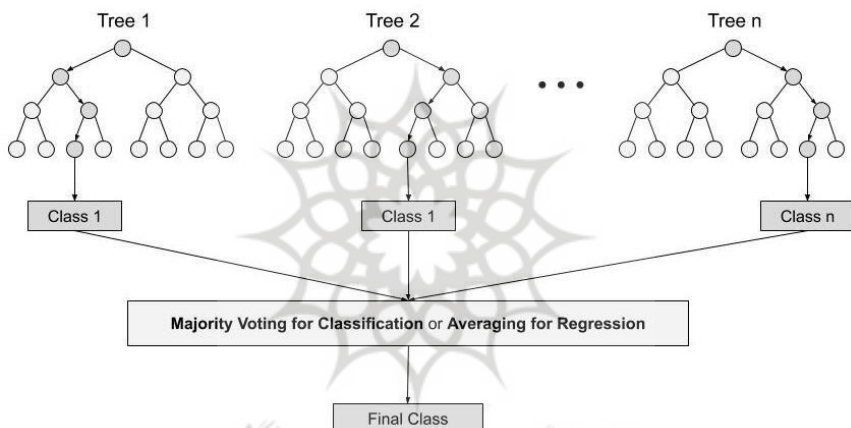 Tree 1
Tree 2
Tree n
Class 1
Class 1
Class n
Majority Voting for Classification or Averaging for Regression
Final Class